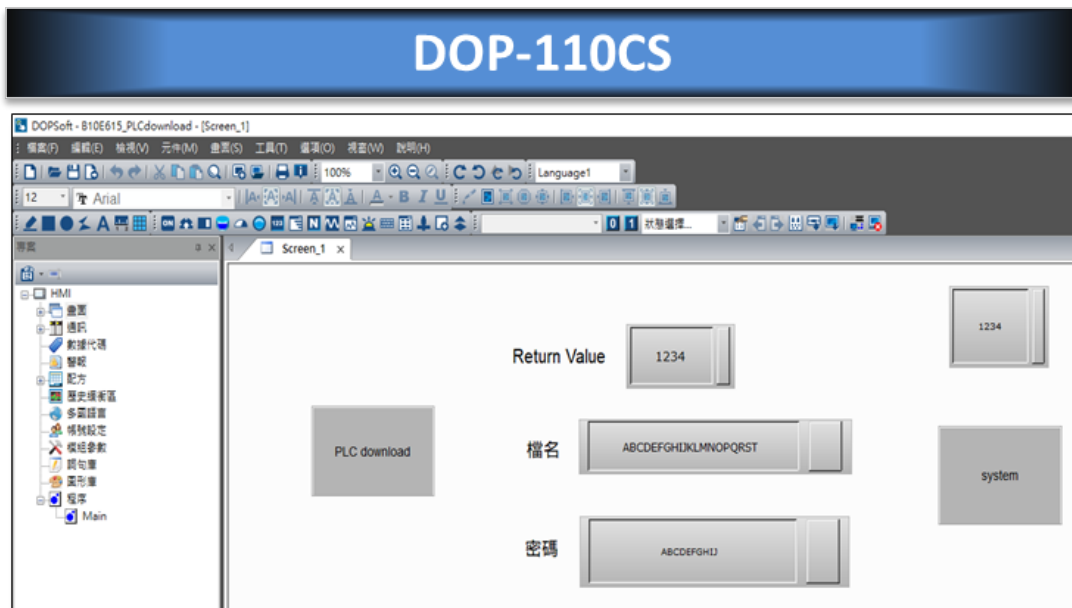 DOP-110CS
DOPSoft - B10E615_PLCdownload - [Screen_1]
檔案(F) 編輯(E) 檢視(V) 元件(M) 畫面(S) 工具(T) 選項(O) 視窗(W) 說明(H)
100% Language1
12 Arial A B I U
ON 0 1 狀態選擇...
專案
Screen_1
HMI
畫面
通訊
數據代碼
警報
配方
歷史緩衝區
多國語言
帳號設定
模組參數
詞句庫
圖形庫
程序
Main
1234
Return Value 1234
PLC download
檔名 ABCDEFGHIJKLMNOPQRST
system
密碼 ABCDEFGHIJ